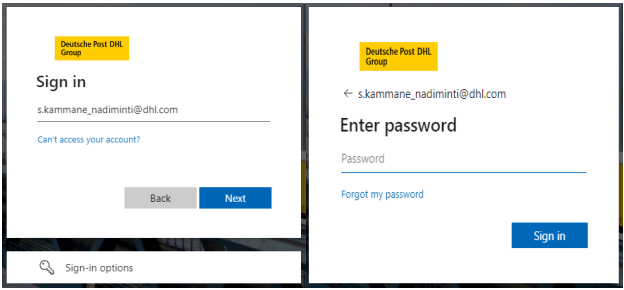 Deutsche Post DHL
Group
Sign in
s.kammane_nadiminti@dhl.com
Can't access your account?
Back
Next
Sign-in options
Deutsche Post DHL
Group
← s.kammane_nadiminti@dhl.com
Enter password
Password
Forgot my password
Sign in